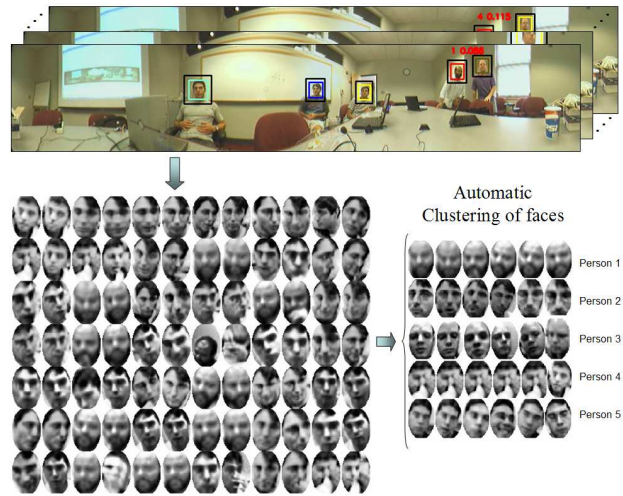 4 0.115
1 0.088
Automatic
Clustering of faces
Person 1
Person 2
Person 3
Person 4
Person 5